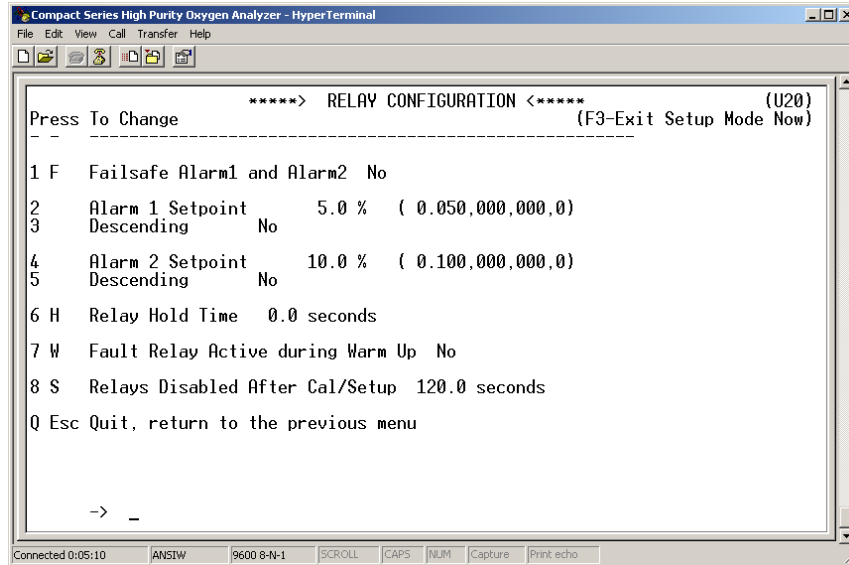 Compact Series High Purity Oxygen Analyzer - HyperTerminal
File Edit View Call Transfer Help
*****> RELAY CONFIGURATION <***** (U20)
Press To Change (F3-Exit Setup Mode Now)
- - -------------------------------------------------------
1 F Failsafe Alarm1 and Alarm2 No
2 Alarm 1 Setpoint 5.0 % ( 0.050,000,000,0)
3 Descending No
4 Alarm 2 Setpoint 10.0 % ( 0.100,000,000,0)
5 Descending No
6 H Relay Hold Time 0.0 seconds
7 W Fault Relay Active during Warm Up No
8 S Relays Disabled After Cal/Setup 120.0 seconds
Q Esc Quit, return to the previous menu
-> _
Connected 0:05:10 ANSIW 9600 8-N-1 SCROLL CAPS NUM Capture Print echo